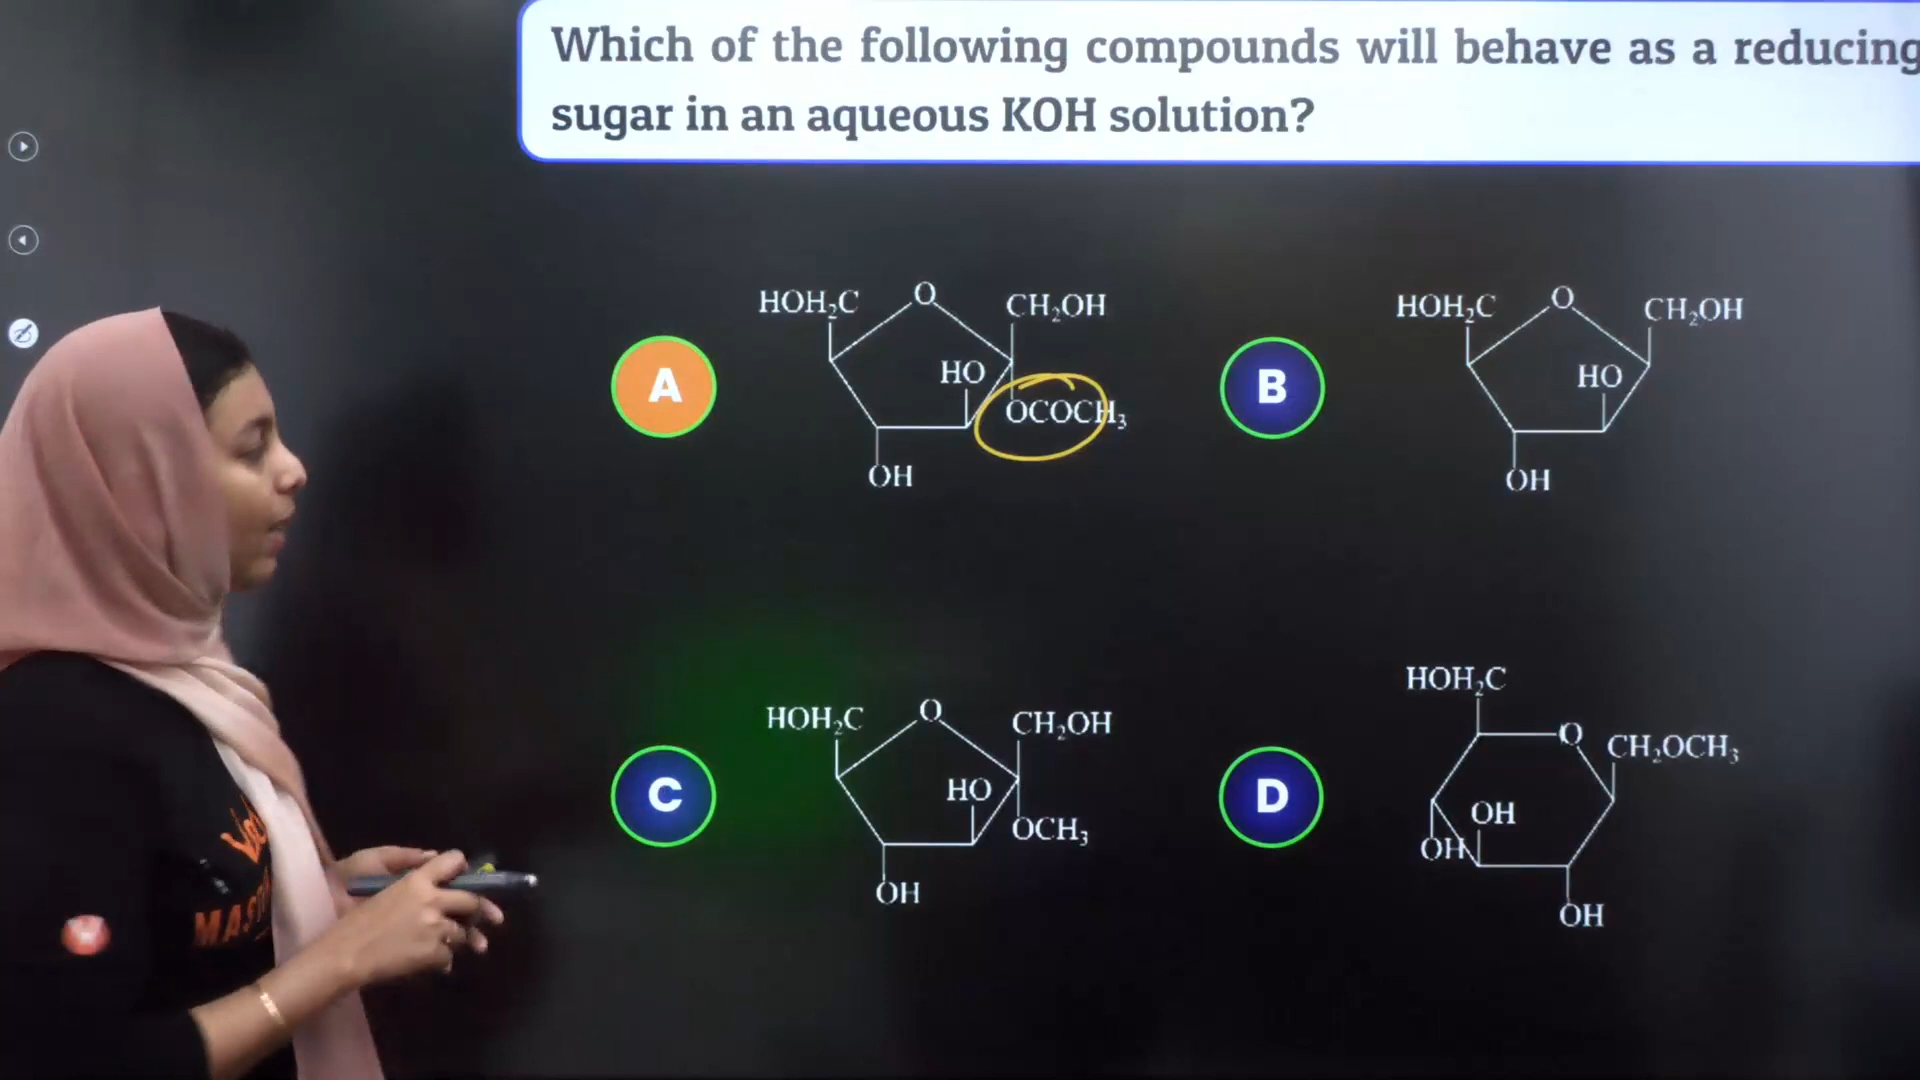 Which of the following compounds will behave as a reducing
sugar in an aqueous KOH solution?
A
HOH₂C
O
CH₂OH
HO
OCOCH₃
OH
B
HOH₂C
O
CH₂OH
HO
OH
C
HOH₂C
O
CH₂OH
HO
OCH₃
OH
D
HOH₂C
O
CH₂OCH₃
OH
OH
OH